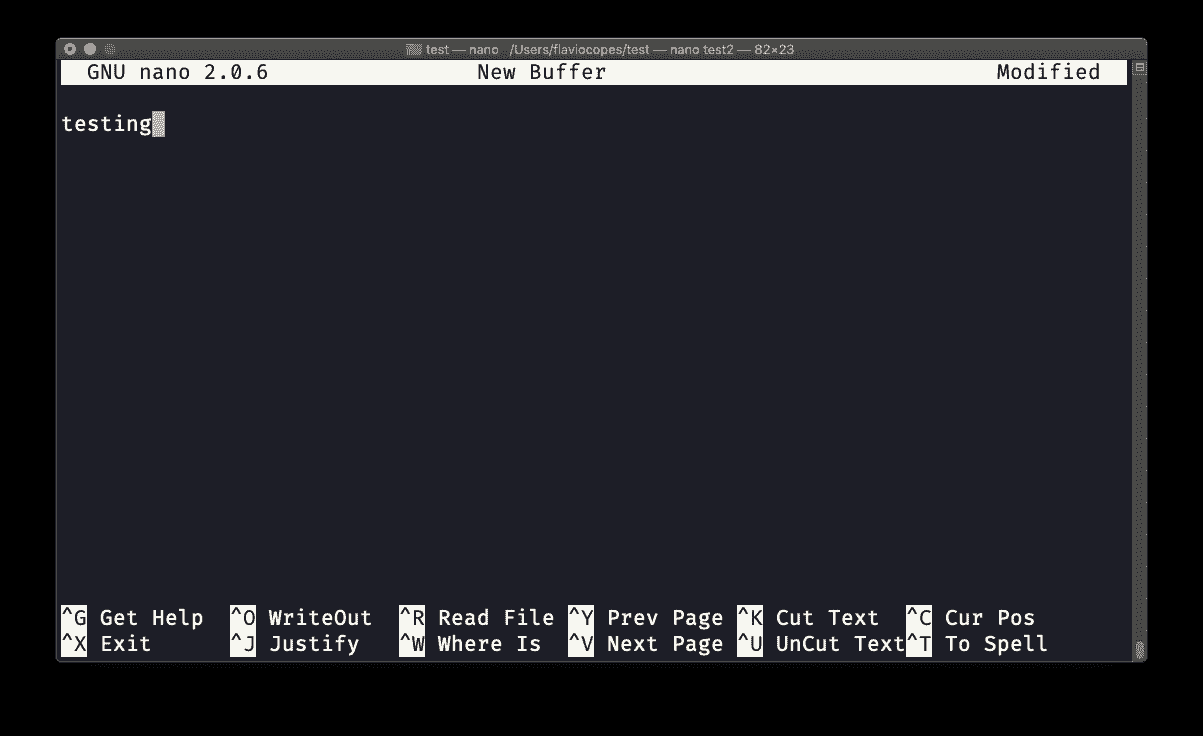 test — nano /Users/flaviocopes/test — nano test2 — 82×23
GNU nano 2.0.6 New Buffer Modified
testing
^G Get Help ^O WriteOut ^R Read File ^Y Prev Page ^K Cut Text ^C Cur Pos
^X Exit ^J Justify ^W Where Is ^V Next Page ^U UnCut Text ^T To Spell